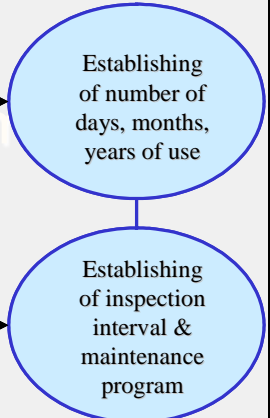 Establishing
of number of
days, months,
years of use
Establishing
of inspection
interval &
maintenance
program